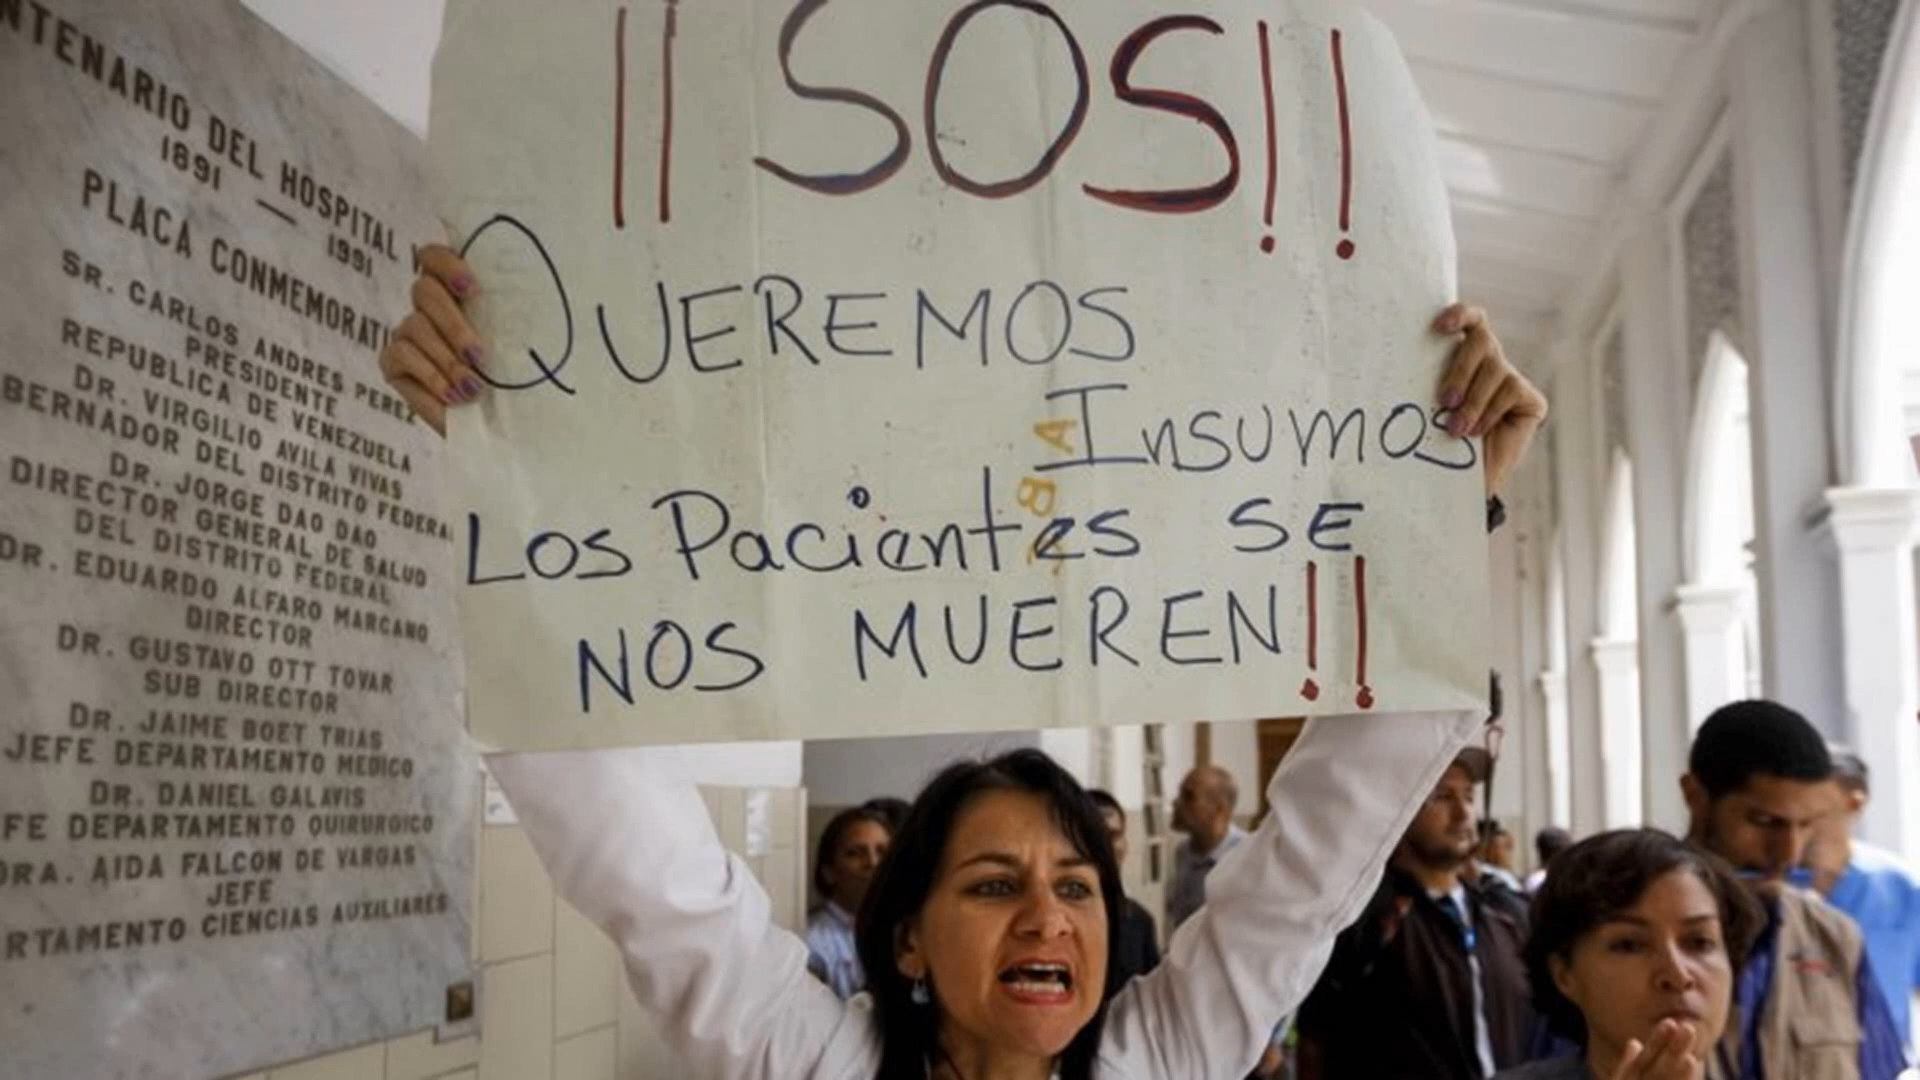 NTENARIO DEL HOSPITAL
1891 — 1991
PLACA CONMEMORATI
SR. CARLOS ANDRES PEREZ
PRESIDENTE
REPUBLICA DE VENEZUELA
DR. VIRGILIO AVILA VIVAS
BERNADOR DEL DISTRITO FEDERAL
DR. JORGE DAO DAO
DIRECTOR GENERAL DE SALUD
DEL DISTRITO FEDERAL
DR. EDUARDO ALFARO MARCANO
DIRECTOR
DR. GUSTAVO OTT TOVAR
SUB DIRECTOR
DR. JAIME BOET TRIAS
JEFE DEPARTAMENTO MEDICO
DR. DANIEL GALAVIS
FE DEPARTAMENTO QUIRURGICO
DRA. AIDA FALCON DE VARGAS
JEFE
RTAMENTO CIENCIAS AUXILIARES
¡¡SOS!!
QUEREMOS
INSUMOS
LOS PACIENTES SE
NOS MUEREN!!